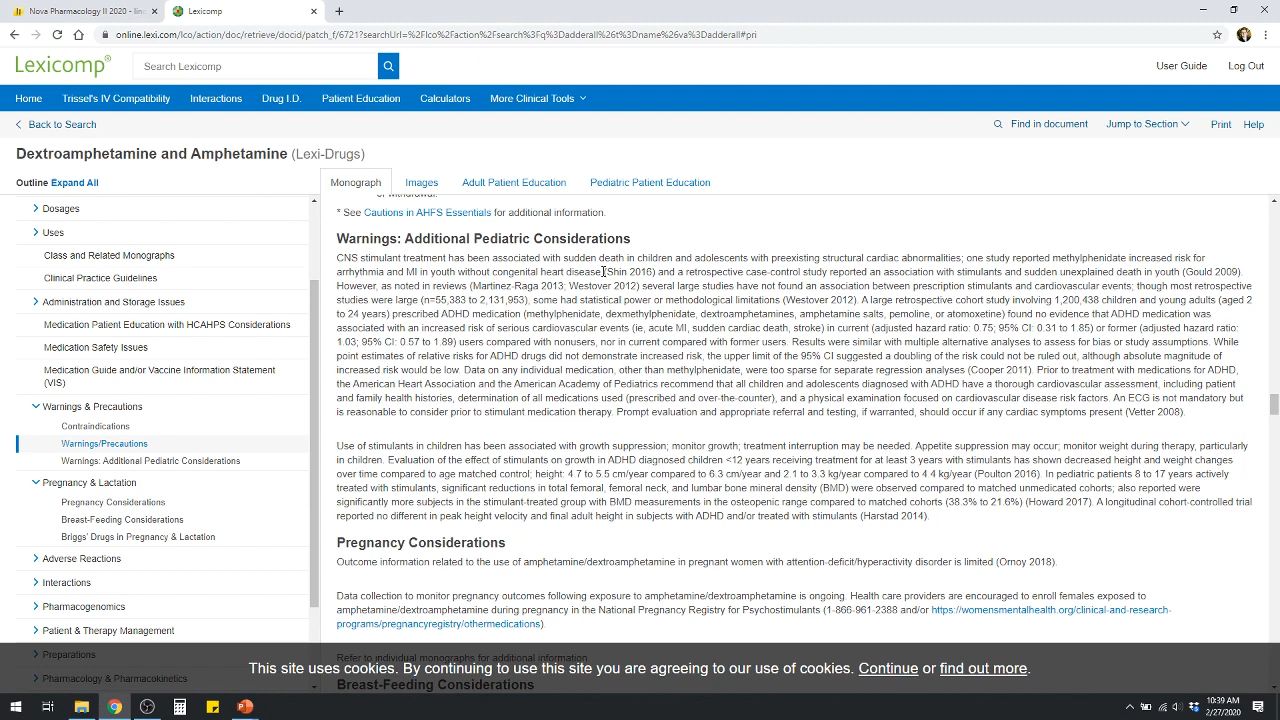 Nova Pharmacology II 2020 - lin
Lexicomp
online.lexi.com/lco/action/doc/retrieve/docid/patch_f/6721?searchUrl=%2Flco%2Faction%2Fsearch%3Fq%3Dadderall%26t%3Dname%26va%3Dadderall#pri
Lexicomp®
Search Lexicomp
User Guide
Log Out
Home
Trissel's IV Compatibility
Interactions
Drug I.D.
Patient Education
Calculators
More Clinical Tools
Back to Search
Find in document
Jump to Section
Print
Help
Dextroamphetamine and Amphetamine (Lexi-Drugs)
Outline Expand All
Monograph
Images
Adult Patient Education
Pediatric Patient Education
Dosages
Uses
Class and Related Monographs
Clinical Practice Guidelines
Administration and Storage Issues
Medication Patient Education with HCAHPS Considerations
Medication Safety Issues
Medication Guide and/or Vaccine Information Statement
(VIS)
Warnings & Precautions
Contraindications
Warnings/Precautions
Warnings: Additional Pediatric Considerations
Pregnancy & Lactation
Pregnancy Considerations
Breast-Feeding Considerations
Briggs' Drugs in Pregnancy & Lactation
Adverse Reactions
Interactions
Pharmacogenomics
Patient & Therapy Management
Preparations
Pharmacology & Pharmacokinetics
or withdrawal.
* See Cautions in AHFS Essentials for additional information.
Warnings: Additional Pediatric Considerations
CNS stimulant treatment has been associated with sudden death in children and adolescents with preexisting structural cardiac abnormalities; one study reported methylphenidate increased risk for
arrhythmia and MI in youth without congenital heart disease (Shin 2016) and a retrospective case-control study reported an association with stimulants and sudden unexplained death in youth (Gould 2009).
However, as noted in reviews (Martinez-Raga 2013; Westover 2012) several large studies have not found an association between prescription stimulants and cardiovascular events; though most retrospective
studies were large (n=55,383 to 2,131,953), some had statistical power or methodological limitations (Westover 2012). A large retrospective cohort study involving 1,200,438 children and young adults (aged 2
to 24 years) prescribed ADHD medication (methylphenidate, dexmethylphenidate, dextroamphetamines, amphetamine salts, pemoline, or atomoxetine) found no evidence that ADHD medication was
associated with an increased risk of serious cardiovascular events (ie, acute MI, sudden cardiac death, stroke) in current (adjusted hazard ratio: 0.75; 95% CI: 0.31 to 1.85) or former (adjusted hazard ratio:
1.03; 95% CI: 0.57 to 1.89) users compared with nonusers, nor in current compared with former users. Results were similar with multiple alternative analyses to assess for bias or study assumptions. While
point estimates of relative risks for ADHD drugs did not demonstrate increased risk, the upper limit of the 95% CI suggested a doubling of the risk could not be ruled out, although absolute magnitude of
increased risk would be low. Data on any individual medication, other than methylphenidate, were too sparse for separate regression analyses (Cooper 2011). Prior to treatment with medications for ADHD,
the American Heart Association and the American Academy of Pediatrics recommend that all children and adolescents diagnosed with ADHD have a thorough cardiovascular assessment, including patient
and family health histories, determination of all medications used (prescribed and over-the-counter), and a physical examination focused on cardiovascular disease risk factors. An ECG is not mandatory but
is reasonable to consider prior to stimulant medication therapy. Prompt evaluation and appropriate referral and testing, if warranted, should occur if any cardiac symptoms present (Vetter 2008).
Use of stimulants in children has been associated with growth suppression; monitor growth; treatment interruption may be needed. Appetite suppression may occur; monitor weight during therapy, particularly
in children. Evaluation of the effect of stimulants on growth in ADHD diagnosed children <12 years receiving treatment for at least 3 years with stimulants has shown decreased height and weight changes
over time compared to age matched control; height: 4.7 to 5.5 cm/year compared to 6.3 cm/year and 2.1 to 3.3 kg/year compared to 4.4 kg/year (Poulton 2016). In pediatric patients 8 to 17 years actively
treated with stimulants, significant reductions in total femoral, femoral neck, and lumbar bone mineral density (BMD) were observed compared to matched unmedicated cohorts; also reported were
significantly more subjects in the stimulant-treated group with BMD measurements in the osteopenic range compared to matched cohorts (38.3% to 21.6%) (Howard 2017). A longitudinal cohort-controlled trial
reported no different in peak height velocity and final adult height in subjects with ADHD and/or treated with stimulants (Harstad 2014).
Pregnancy Considerations
Outcome information related to the use of amphetamine/dextroamphetamine in pregnant women with attention-deficit/hyperactivity disorder is limited (Ornoy 2018).
Data collection to monitor pregnancy outcomes following exposure to amphetamine/dextroamphetamine is ongoing. Health care providers are encouraged to enroll females exposed to
amphetamine/dextroamphetamine during pregnancy in the National Pregnancy Registry for Psychostimulants (1-866-961-2388 and/or https://womensmentalhealth.org/clinical-and-research-
programs/pregnancyregistry/othermedications).
Refer to individual monographs for additional information.
Breast-Feeding Considerations
This site uses cookies. By continuing to use this site you are agreeing to our use of cookies. Continue or find out more.
10:39 AM
2/27/2020